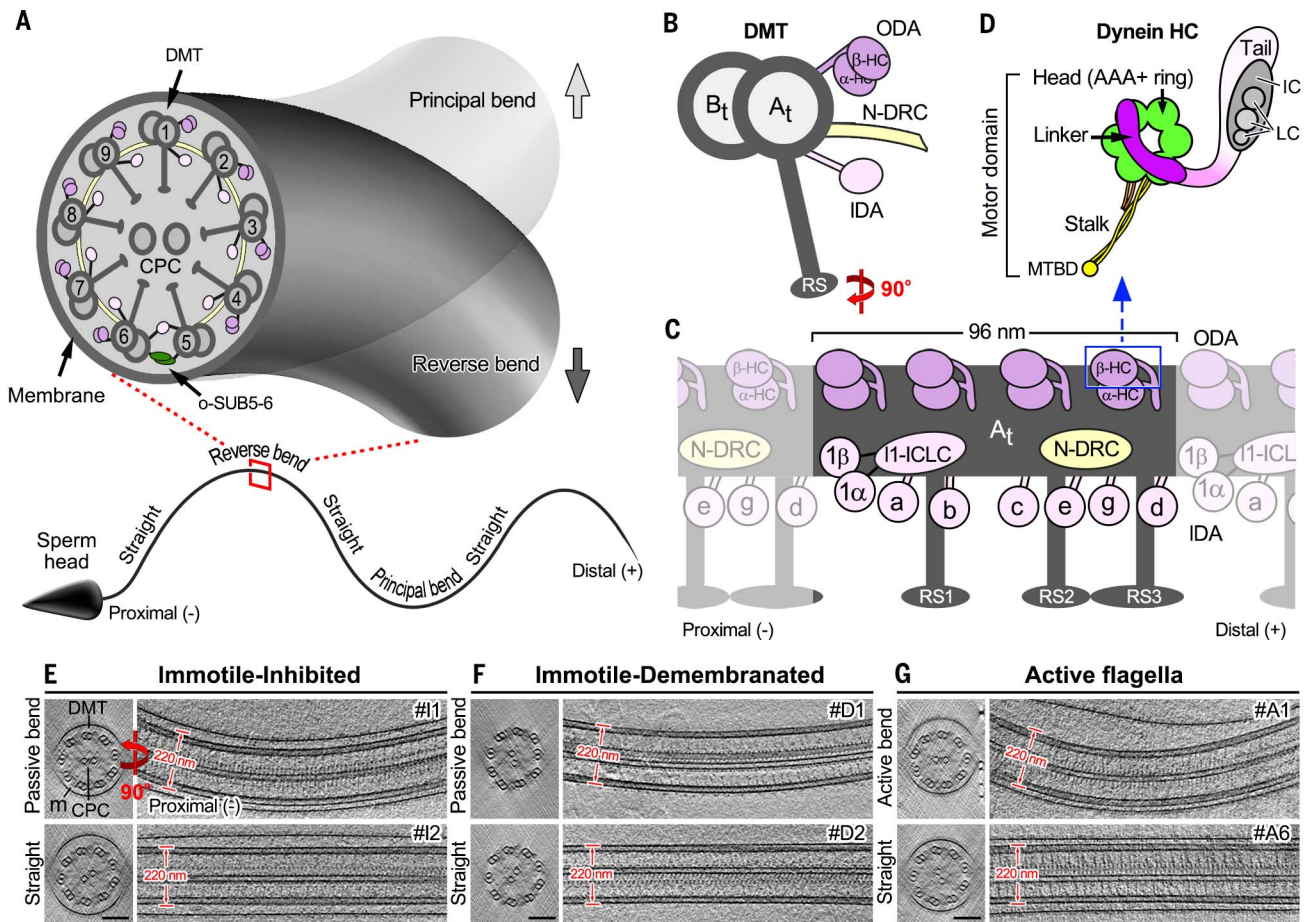 A
DMT
Principal bend
1
2
3
4
5
6
7
8
9
CPC
Membrane
o-SUB5-6
Reverse bend
Reverse bend
Straight
Straight
Principal bend
Straight
Sperm
head
Proximal (-)
Distal (+)
B
DMT
ODA
β-HC
α-HC
Bt
At
N-DRC
IDA
RS
90°
D
Dynein HC
Tail
Head (AAA+ ring)
IC
Linker
LC
Motor domain
Stalk
MTBD
C
96 nm
ODA
β-HC
α-HC
β-HC
α-HC
At
N-DRC
1β
I1-ICLC
N-DRC
1β
I1-ICLC
1α
1α
e
g
d
a
b
c
e
g
d
a
IDA
RS1
RS2
RS3
Proximal (-)
Distal (+)
E
Immotile-Inhibited
Passive bend
DMT
m
CPC
90°
220 nm
Proximal (-)
#I1
Straight
220 nm
#I2
F
Immotile-Demembranated
Passive bend
220 nm
#D1
Straight
220 nm
#D2
G
Active flagella
Active bend
220 nm
#A1
Straight
220 nm
#A6